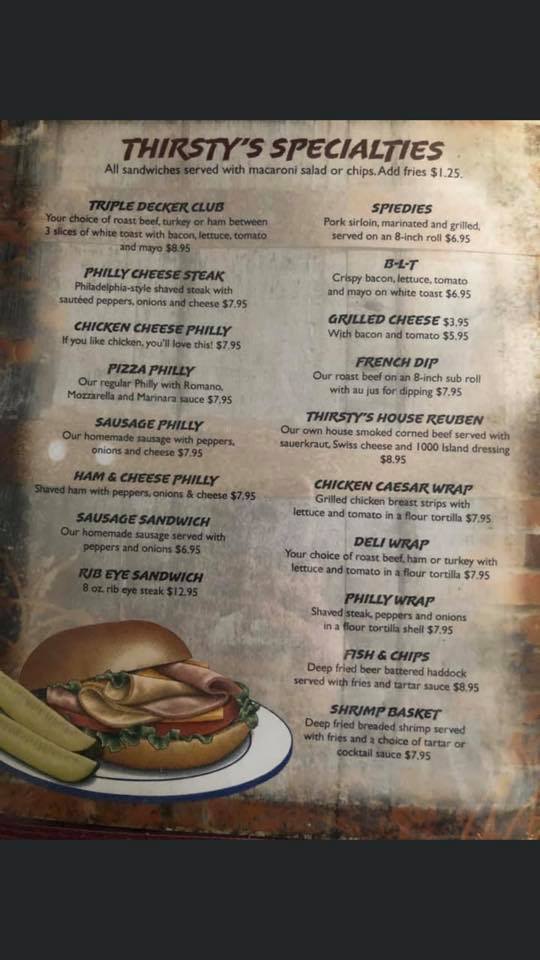 THIRSTY'S SPECIALTIES
All sandwiches served with macaroni salad or chips. Add fries $1.25.
TRIPLE DECKER CLUB
Your choice of roast beef, turkey or ham between
3 slices of white toast with bacon, lettuce, tomato
and mayo $8.95
PHILLY CHEESE STEAK
Philadelphia-style shaved steak with
sautéed peppers, onions and cheese $7.95
CHICKEN CHEESE PHILLY
If you like chicken, you'll love this! $7.95
PIZZA PHILLY
Our regular Philly with Romano,
Mozzarella and Marinara sauce $7.95
SAUSAGE PHILLY
Our homemade sausage with peppers,
onions and cheese $7.95
HAM & CHEESE PHILLY
Shaved ham with peppers, onions & cheese $7.95
SAUSAGE SANDWICH
Our homemade sausage served with
peppers and onions $6.95
RIB EYE SANDWICH
8 oz. rib eye steak $12.95
SPIEDIES
Pork sirloin, marinated and grilled,
served on an 8-inch roll $6.95
B-L-T
Crispy bacon, lettuce, tomato
and mayo on white toast $6.95
GRILLED CHEESE $3.95
With bacon and tomato $5.95
FRENCH DIP
Our roast beef on an 8-inch sub roll
with au jus for dipping $7.95
THIRSTY'S HOUSE REUBEN
Our own house smoked corned beef served with
sauerkraut, Swiss cheese and 1000 Island dressing
$8.95
CHICKEN CAESAR WRAP
Grilled chicken breast strips with
lettuce and tomato in a flour tortilla $7.95
DELI WRAP
Your choice of roast beef, ham or turkey with
lettuce and tomato in a flour tortilla $7.95
PHILLY WRAP
Shaved steak, peppers and onions
in a flour tortilla shell $7.95
FISH & CHIPS
Deep fried beer battered haddock
served with fries and tartar sauce $8.95
SHRIMP BASKET
Deep fried breaded shrimp served
with fries and a choice of tartar or
cocktail sauce $7.95